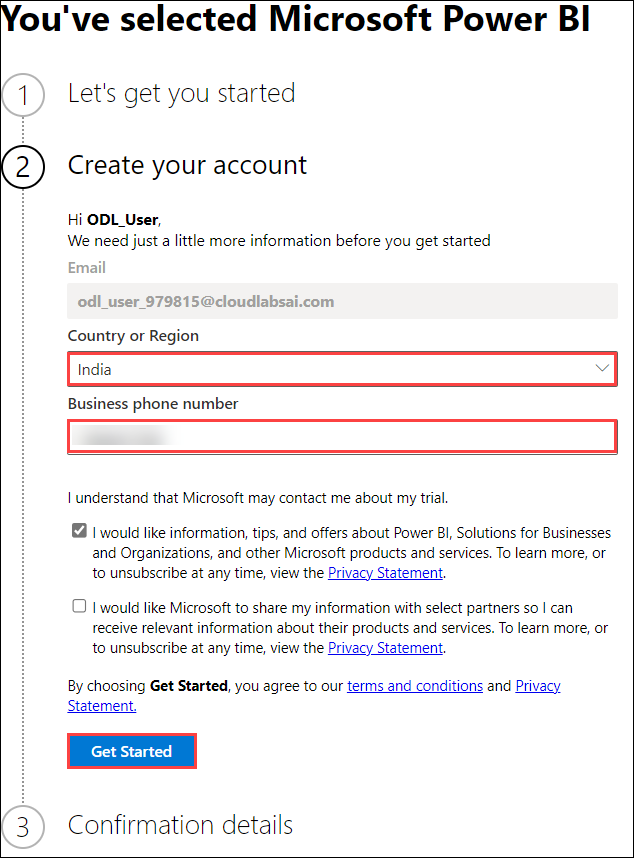 You've selected Microsoft Power BI
1 Let's get you started
2 Create your account
Hi ODL_User,
We need just a little more information before you get started
Email
odl_user_979815@cloudlabsai.com
Country or Region
India
Business phone number
I understand that Microsoft may contact me about my trial.
I would like information, tips, and offers about Power BI, Solutions for Businesses
and Organizations, and other Microsoft products and services. To learn more, or
to unsubscribe at any time, view the Privacy Statement.
I would like Microsoft to share my information with select partners so I can
receive relevant information about their products and services. To learn more, or
to unsubscribe at any time, view the Privacy Statement.
By choosing Get Started, you agree to our terms and conditions and Privacy
Statement.
Get Started
3 Confirmation details